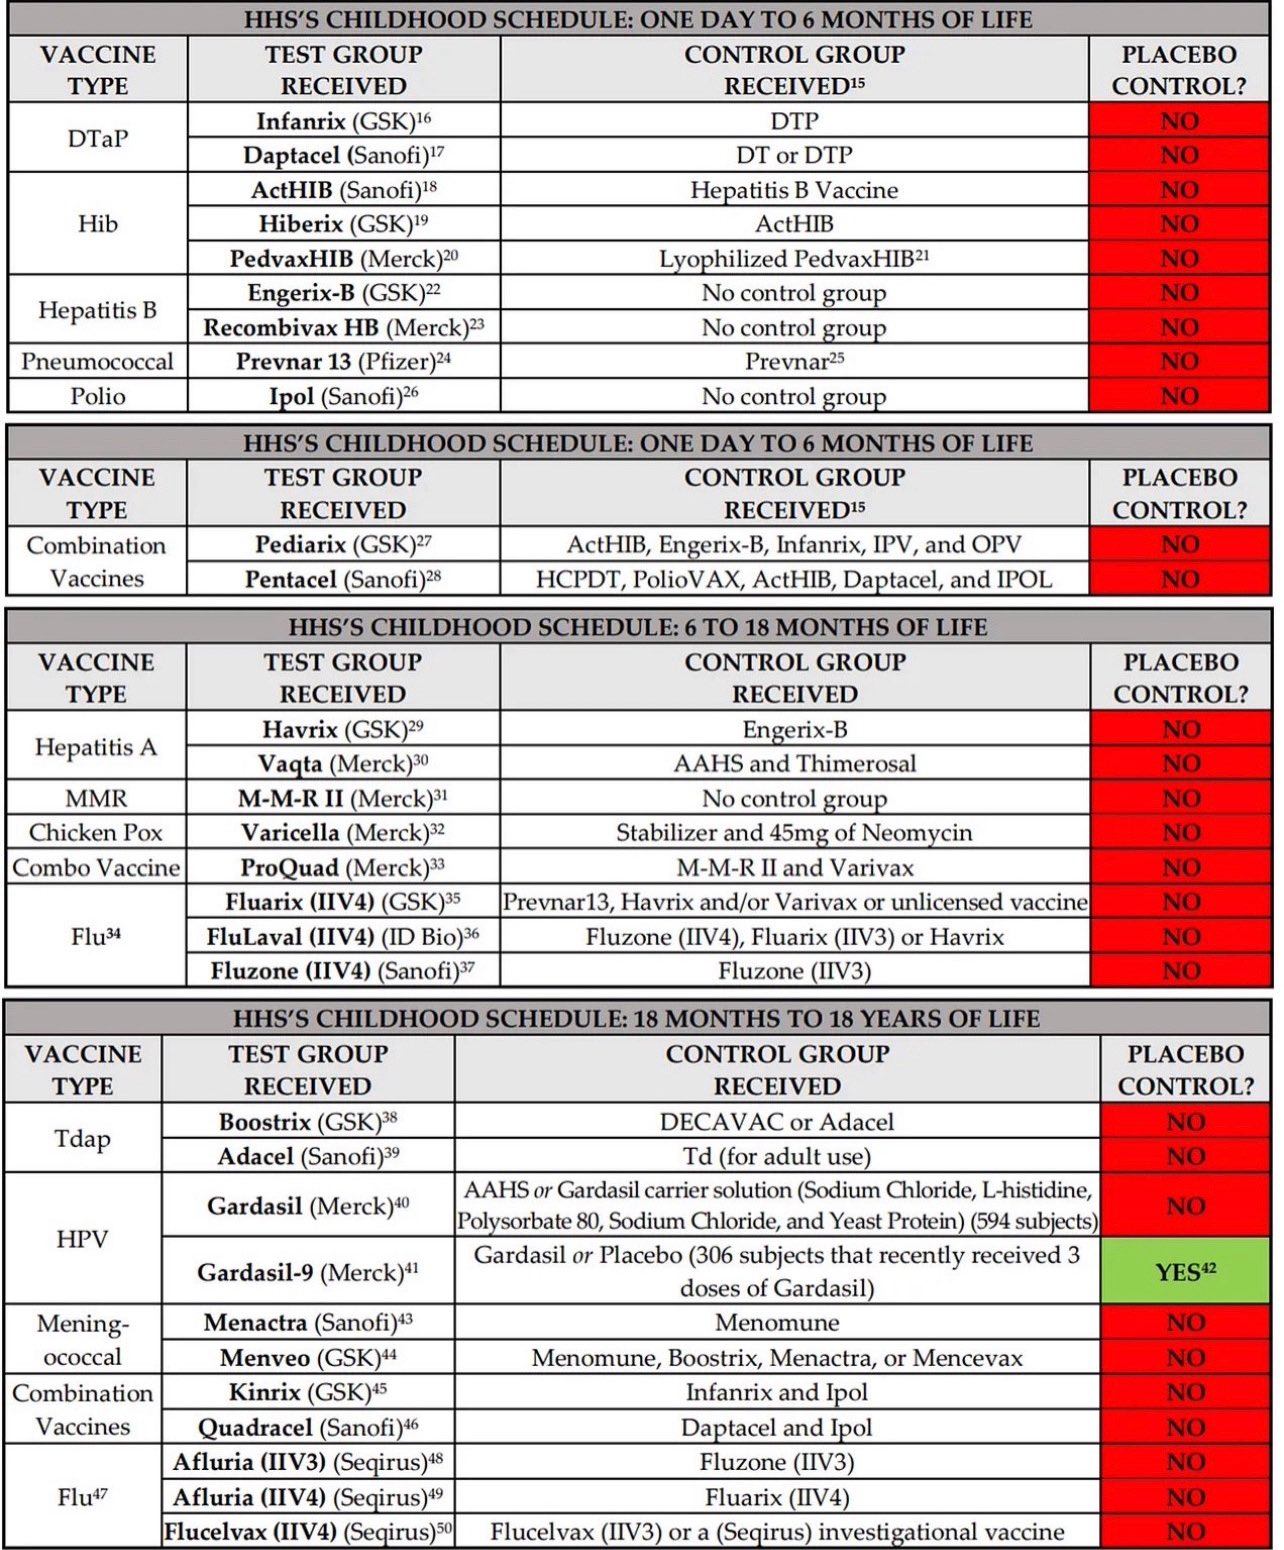 HHS'S CHILDHOOD SCHEDULE: ONE DAY TO 6 MONTHS OF LIFE
VACCINE TYPE | TEST GROUP RECEIVED | CONTROL GROUP RECEIVED¹⁵ | PLACEBO CONTROL?
DTaP | Infanrix (GSK)¹⁶ | DTP | NO
Daptacel (Sanofi)¹⁷ | DT or DTP | NO
Hib | ActHIB (Sanofi)¹⁸ | Hepatitis B Vaccine | NO
Hiberix (GSK)¹⁹ | ActHIB | NO
PedvaxHIB (Merck)²⁰ | Lyophilized PedvaxHIB²¹ | NO
Hepatitis B | Engerix-B (GSK)²² | No control group | NO
Recombivax HB (Merck)²³ | No control group | NO
Pneumococcal | Prevnar 13 (Pfizer)²⁴ | Prevnar²⁵ | NO
Polio | Ipol (Sanofi)²⁶ | No control group | NO
HHS'S CHILDHOOD SCHEDULE: ONE DAY TO 6 MONTHS OF LIFE
VACCINE TYPE | TEST GROUP RECEIVED | CONTROL GROUP RECEIVED¹⁵ | PLACEBO CONTROL?
Combination Vaccines | Pediarix (GSK)²⁷ | ActHIB, Engerix-B, Infanrix, IPV, and OPV | NO
Pentacel (Sanofi)²⁸ | HCPDT, PolioVAX, ActHIB, Daptacel, and IPOL | NO
HHS'S CHILDHOOD SCHEDULE: 6 TO 18 MONTHS OF LIFE
VACCINE TYPE | TEST GROUP RECEIVED | CONTROL GROUP RECEIVED | PLACEBO CONTROL?
Hepatitis A | Havrix (GSK)²⁹ | Engerix-B | NO
Vaqta (Merck)³⁰ | AAHS and Thimerosal | NO
MMR | M-M-R II (Merck)³¹ | No control group | NO
Chicken Pox | Varicella (Merck)³² | Stabilizer and 45mg of Neomycin | NO
Combo Vaccine | ProQuad (Merck)³³ | M-M-R II and Varivax | NO
Flu³⁴ | Fluarix (IIV4) (GSK)³⁵ | Prevnar13, Havrix and/or Varivax or unlicensed vaccine | NO
FluLaval (IIV4) (ID Bio)³⁶ | Fluzone (IIV4), Fluarix (IIV3) or Havrix | NO
Fluzone (IIV4) (Sanofi)³⁷ | Fluzone (IIV3) | NO
HHS'S CHILDHOOD SCHEDULE: 18 MONTHS TO 18 YEARS OF LIFE
VACCINE TYPE | TEST GROUP RECEIVED | CONTROL GROUP RECEIVED | PLACEBO CONTROL?
Tdap | Boostrix (GSK)³⁸ | DECAVAC or Adacel | NO
Adacel (Sanofi)³⁹ | Td (for adult use) | NO
HPV | Gardasil (Merck)⁴⁰ | AAHS or Gardasil carrier solution (Sodium Chloride, L-histidine, Polysorbate 80, Sodium Chloride, and Yeast Protein) (594 subjects) | NO
Gardasil-9 (Merck)⁴¹ | Gardasil or Placebo (306 subjects that recently received 3 doses of Gardasil) | YES⁴²
Mening-ococcal | Menactra (Sanofi)⁴³ | Menomune | NO
Menveo (GSK)⁴⁴ | Menomune, Boostrix, Menactra, or Mencevax | NO
Combination Vaccines | Kinrix (GSK)⁴⁵ | Infanrix and Ipol | NO
Quadracel (Sanofi)⁴⁶ | Daptacel and Ipol | NO
Flu⁴⁷ | Afluria (IIV3) (Seqirus)⁴⁸ | Fluzone (IIV3) | NO
Afluria (IIV4) (Seqirus)⁴⁹ | Fluarix (IIV4) | NO
Flucelvax (IIV4) (Seqirus)⁵⁰ | Flucelvax (IIV3) or a (Seqirus) investigational vaccine | NO